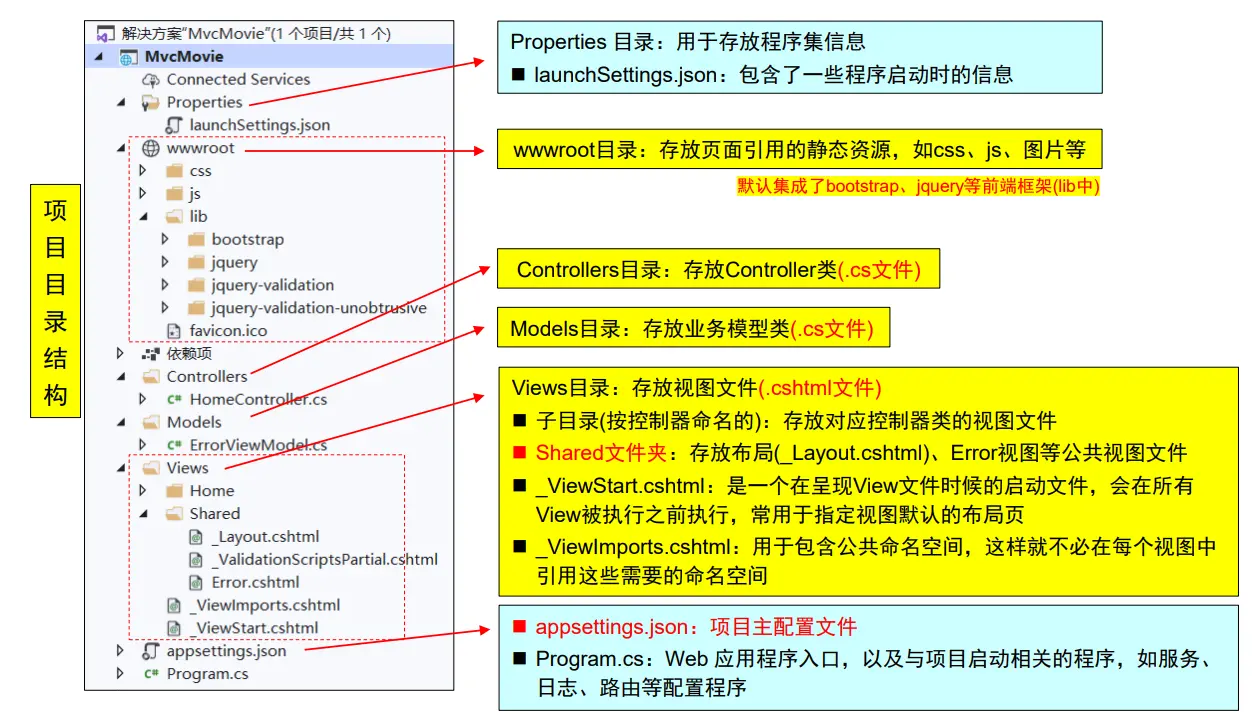 项
目
目
录
结
构
解决方案"MvcMovie"(1 个项目/共 1 个)
MvcMovie
Connected Services
Properties
launchSettings.json
wwwroot
css
js
lib
bootstrap
jquery
jquery-validation
jquery-validation-unobtrusive
favicon.ico
依赖项
Controllers
C# HomeController.cs
Models
C# ErrorViewModel.cs
Views
Home
Shared
_Layout.cshtml
_ValidationScriptsPartial.cshtml
Error.cshtml
_ViewImports.cshtml
_ViewStart.cshtml
appsettings.json
C# Program.cs
Properties 目录：用于存放程序集信息
■ launchSettings.json：包含了一些程序启动时的信息
wwwroot目录：存放页面引用的静态资源，如css、js、图片等
默认集成了bootstrap、jquery等前端框架(lib中)
Controllers目录：存放Controller类(.cs文件)
Models目录：存放业务模型类(.cs文件)
Views目录：存放视图文件(.cshtml文件)
■ 子目录(按控制器命名的)：存放对应控制器类的视图文件
■ Shared文件夹：存放布局(_Layout.cshtml)、Error视图等公共视图文件
■ _ViewStart.cshtml：是一个在呈现View文件时候的启动文件，会在所有
View被执行之前执行，常用于指定视图默认的布局页
■ _ViewImports.cshtml：用于包含公共命名空间，这样就不必在每个视图中
引用这些需要的命名空间
■ appsettings.json：项目主配置文件
■ Program.cs：Web 应用程序入口，以及与项目启动相关的程序，如服务、
日志、路由等配置程序